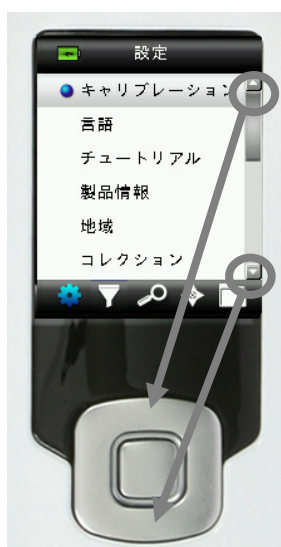 設定
キャリブレーション
言語
チュートリアル
製品情報
地域
コレクション